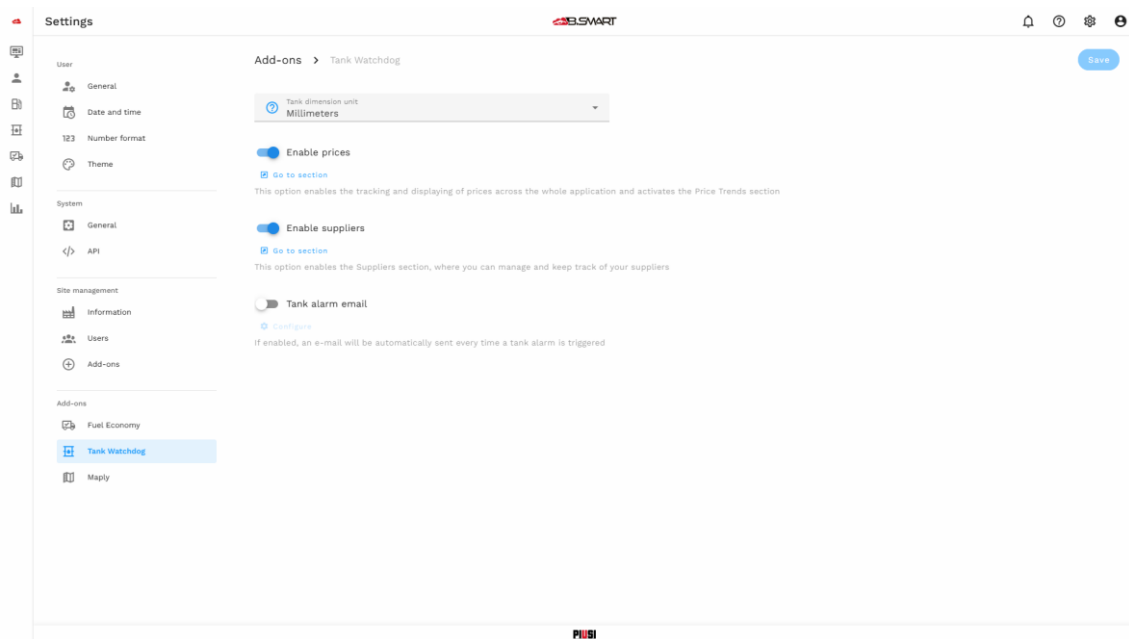 Settings
B.SMART
User
General
Date and time
123 Number format
Theme
System
General
</> API
Site management
Information
Users
Add-ons
Add-ons
Fuel Economy
Tank Watchdog
Maply
Add-ons > Tank Watchdog
Save
Tank dimension unit
Millimeters
Enable prices
Go to section
This option enables the tracking and displaying of prices across the whole application and activates the Price Trends section
Enable suppliers
Go to section
This option enables the Suppliers section, where you can manage and keep track of your suppliers
Tank alarm email
Configure
If enabled, an e-mail will be automatically sent every time a tank alarm is triggered
PIUSI